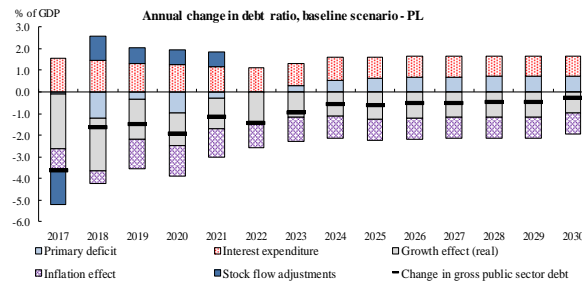 % of GDP
Annual change in debt ratio, baseline scenario - PL
3.0
2.0
1.0
0.0
-1.0
-2.0
-3.0
-4.0
-5.0
-6.0
2017 2018 2019 2020 2021 2022 2023 2024 2025 2026 2027 2028 2029 2030
Primary deficit Interest expenditure Growth effect (real)
Inflation effect Stock flow adjustments Change in gross public sector debt